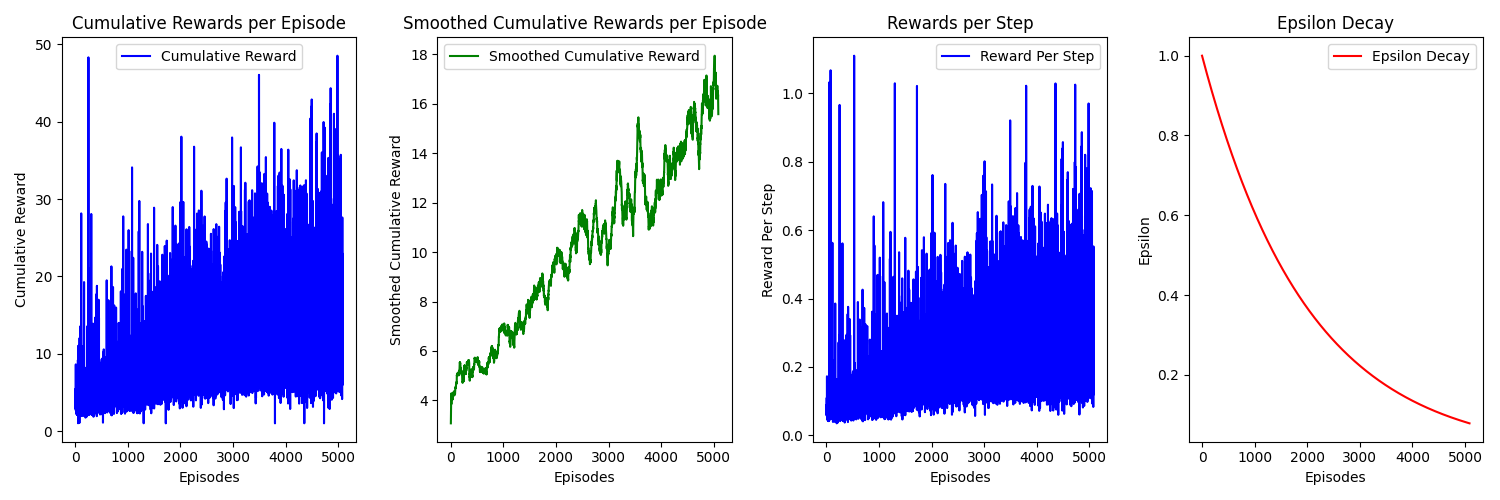 Cumulative Rewards per Episode
Cumulative Reward
50
40
30
20
10
0
Cumulative Reward
0 1000 2000 3000 4000 5000
Episodes
Smoothed Cumulative Rewards per Episode
Smoothed Cumulative Reward
18
16
14
12
10
8
6
4
Smoothed Cumulative Reward
0 1000 2000 3000 4000 5000
Episodes
Rewards per Step
Reward Per Step
1.0
0.8
0.6
0.4
0.2
0.0
Reward Per Step
0 1000 2000 3000 4000 5000
Episodes
Epsilon Decay
Epsilon Decay
1.0
0.8
0.6
0.4
0.2
Epsilon
0 1000 2000 3000 4000 5000
Episodes